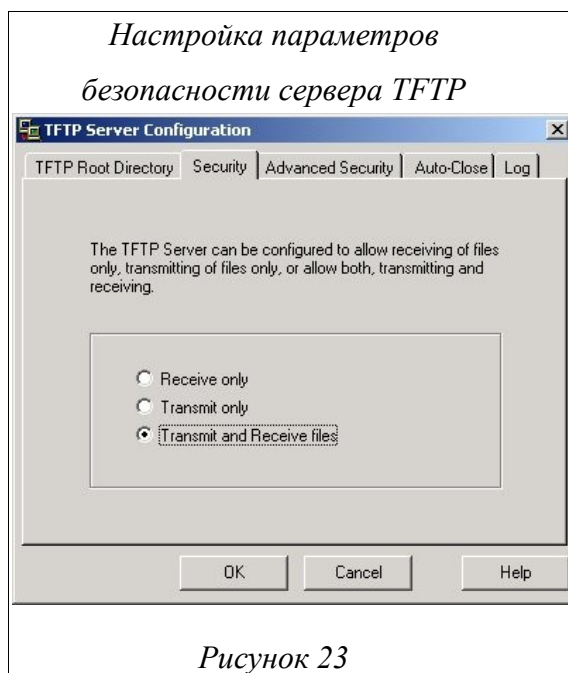 Настройка параметров
безопасности сервера TFTP
TFTP Server Configuration
TFTP Root Directory Security Advanced Security Auto-Close Log
The TFTP Server can be configured to allow receiving of files
only, transmitting of files only, or allow both, transmitting and
receiving.
Receive only
Transmit only
Transmit and Receive files
OK Cancel Help
Рисунок 23